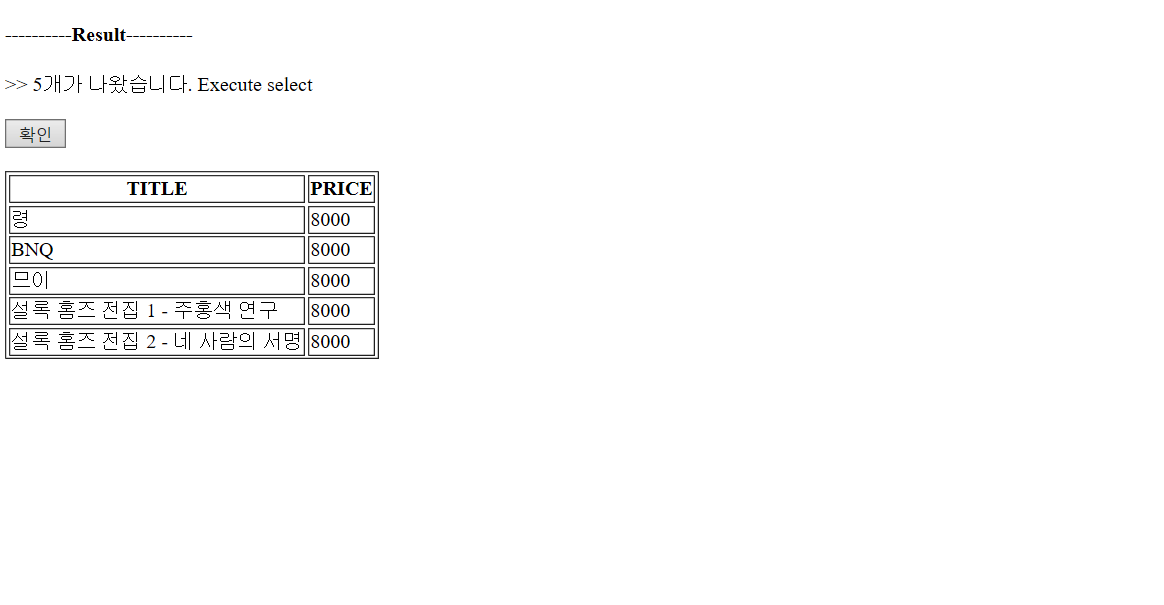 ----------Result----------
>> 5개가 나왔습니다. Execute select
확인
TITLE PRICE
령 8000
BNQ 8000
므이 8000
설록 홈즈 전집 1 - 주홍색 연구 8000
설록 홈즈 전집 2 - 네 사람의 서명 8000